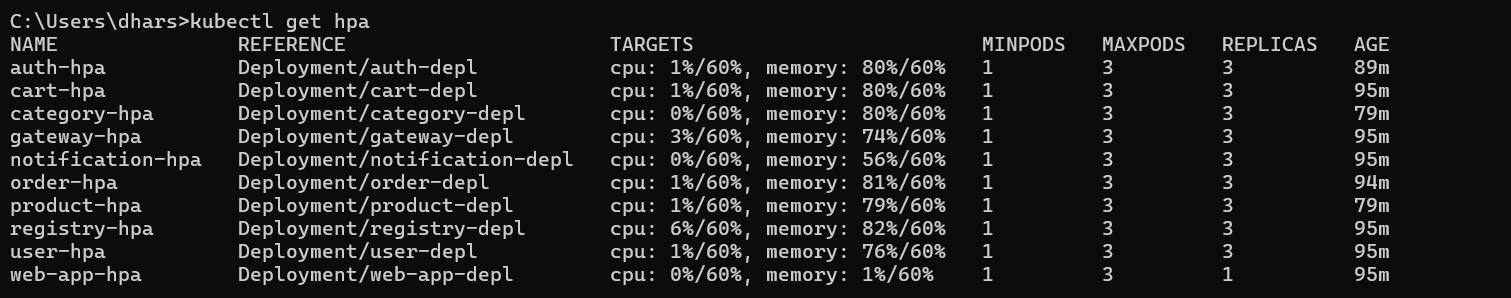 C:\Users\dhars>kubectl get hpa
NAME REFERENCE TARGETS MINPODS MAXPODS REPLICAS AGE
auth-hpa Deployment/auth-depl cpu: 1%/60%, memory: 80%/60% 1 3 3 89m
cart-hpa Deployment/cart-depl cpu: 1%/60%, memory: 80%/60% 1 3 3 95m
category-hpa Deployment/category-depl cpu: 0%/60%, memory: 80%/60% 1 3 3 79m
gateway-hpa Deployment/gateway-depl cpu: 3%/60%, memory: 74%/60% 1 3 3 95m
notification-hpa Deployment/notification-depl cpu: 0%/60%, memory: 56%/60% 1 3 3 95m
order-hpa Deployment/order-depl cpu: 1%/60%, memory: 81%/60% 1 3 3 94m
product-hpa Deployment/product-depl cpu: 1%/60%, memory: 79%/60% 1 3 3 79m
registry-hpa Deployment/registry-depl cpu: 6%/60%, memory: 82%/60% 1 3 3 95m
user-hpa Deployment/user-depl cpu: 1%/60%, memory: 76%/60% 1 3 3 95m
web-app-hpa Deployment/web-app-depl cpu: 0%/60%, memory: 1%/60% 1 3 1 95m